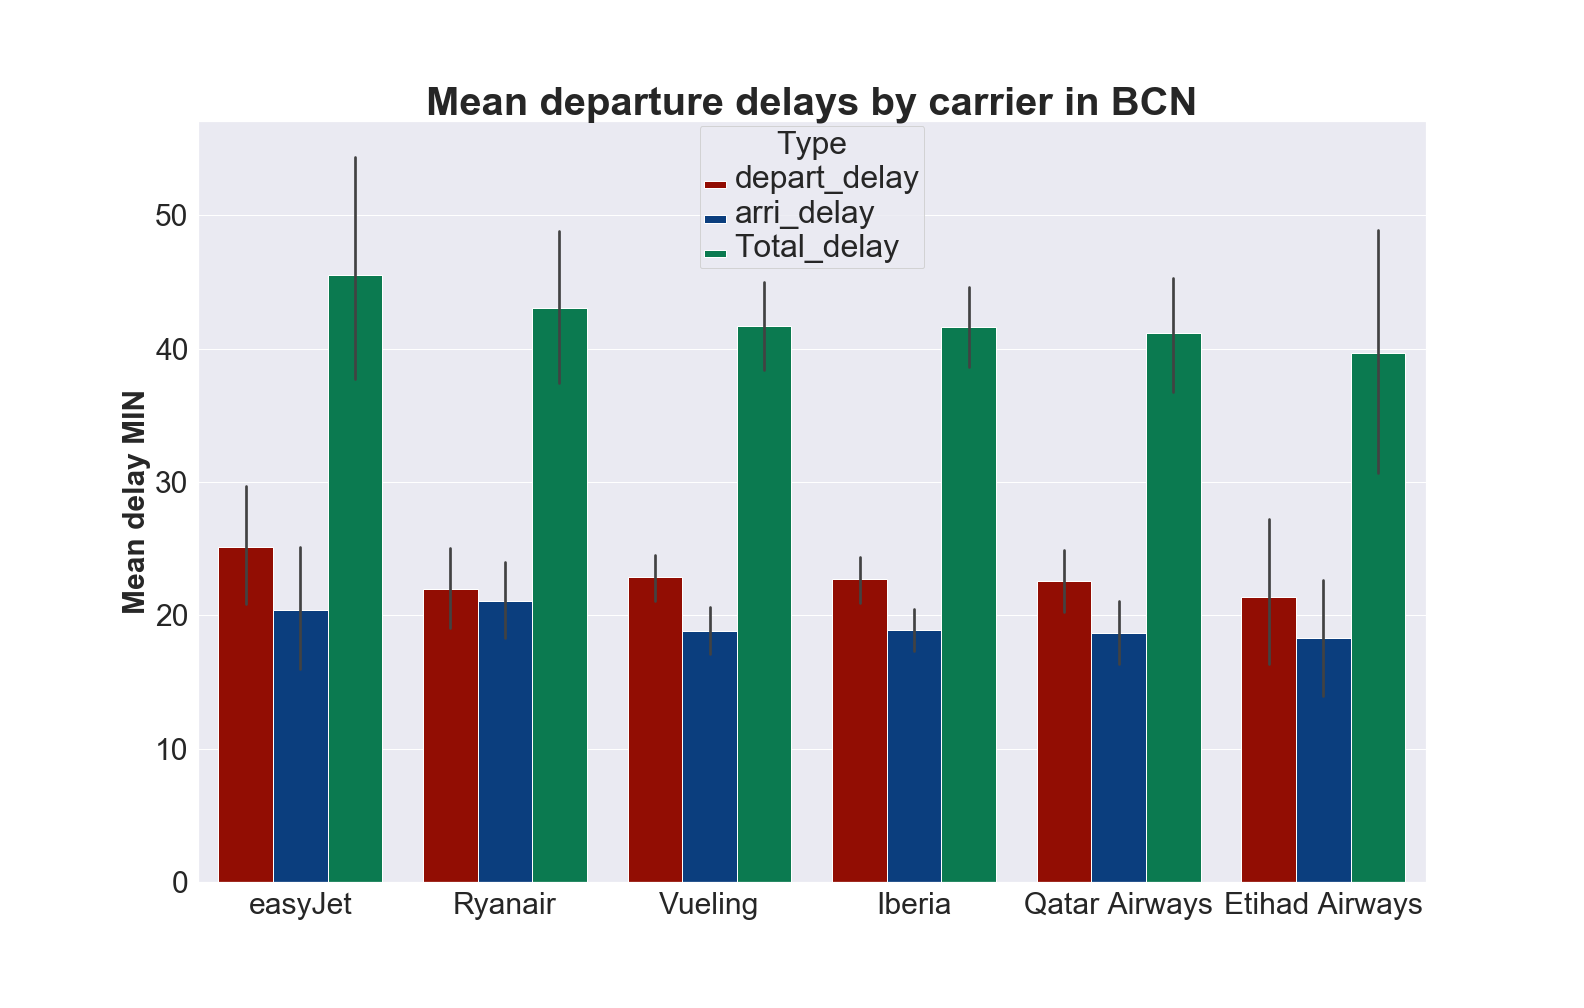 Mean departure delays by carrier in BCN
Type
depart_delay
arri_delay
Total_delay
Mean delay MIN
50
40
30
20
10
0
easyJet Ryanair Vueling Iberia Qatar Airways Etihad Airways